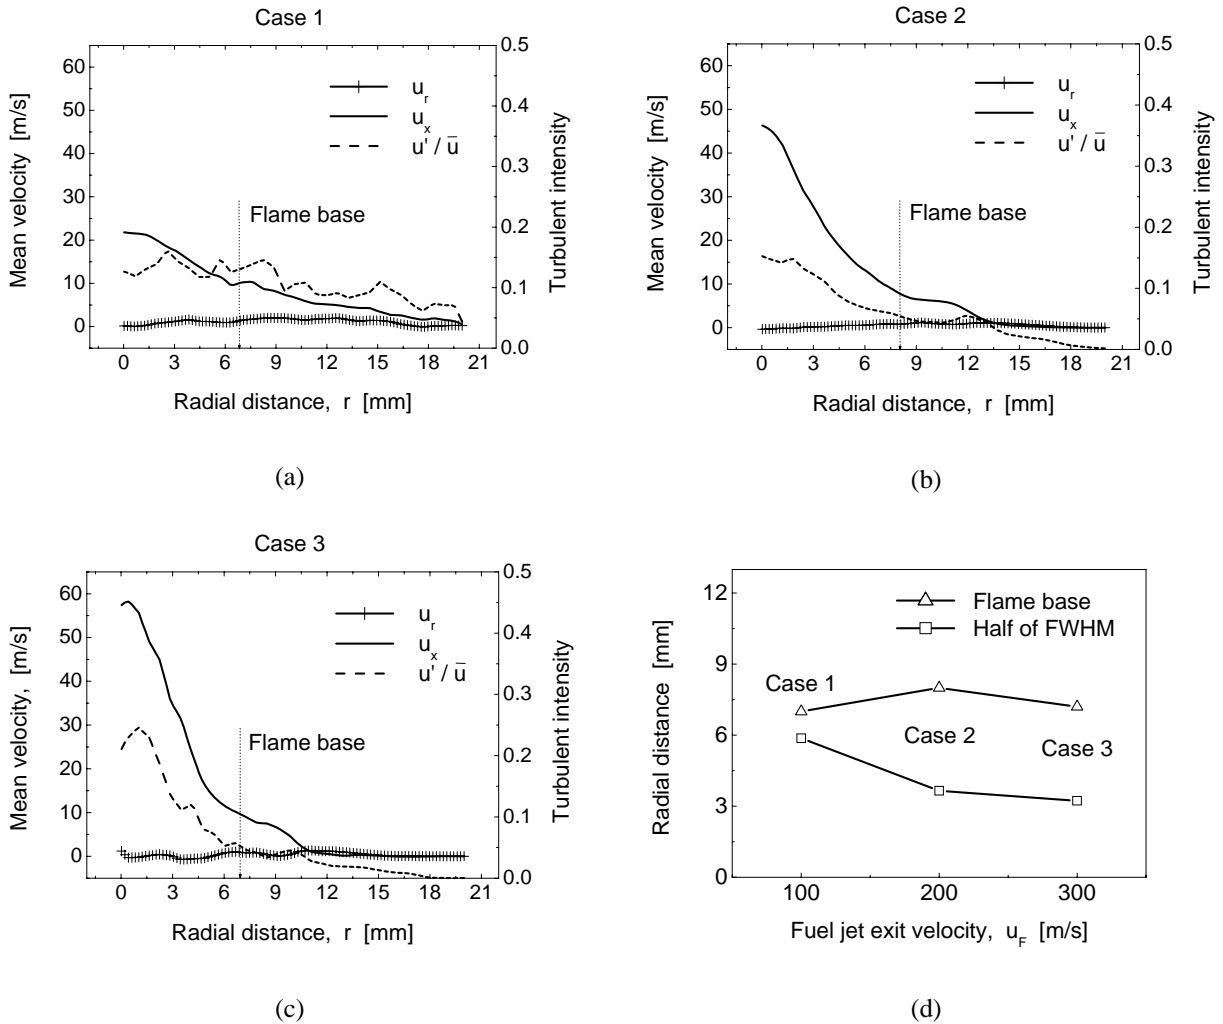 Case 1
60
50
40
30
20
10
0
Mean velocity [m/s]
0.5
0.4
0.3
0.2
0.1
0.0
Turbulent intensity
u_r
u_x
u' / ū
Flame base
0 3 6 9 12 15 18 21
Radial distance, r [mm]
(a)
Case 2
60
50
40
30
20
10
0
Mean velocity [m/s]
0.5
0.4
0.3
0.2
0.1
0.0
Turbulent intensity
u_r
u_x
u' / ū
Flame base
0 3 6 9 12 15 18 21
Radial distance, r [mm]
(b)
Case 3
60
50
40
30
20
10
0
Mean velocity, [m/s]
0.5
0.4
0.3
0.2
0.1
0.0
Turbulent intensity
u_r
u_x
u' / ū
Flame base
0 3 6 9 12 15 18 21
Radial distance, r [mm]
(c)
12
9
6
3
0
Radial distance [mm]
Flame base
Half of FWHM
Case 1
Case 2
Case 3
100 200 300
Fuel jet exit velocity, u_F [m/s]
(d)